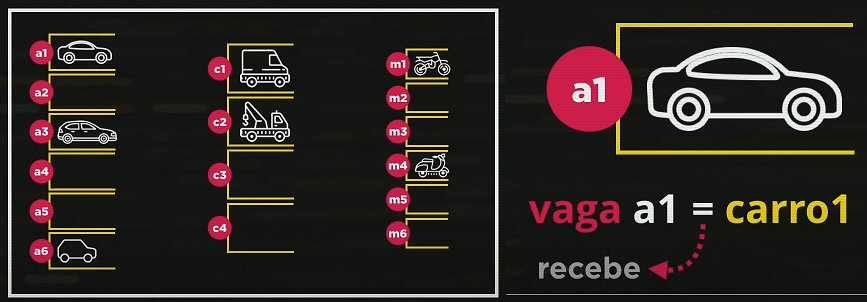 a1
a2
a3
a4
a5
a6
c1
c2
c3
c4
m1
m2
m3
m4
m5
m6
a1
vaga a1 = carro1
recebe